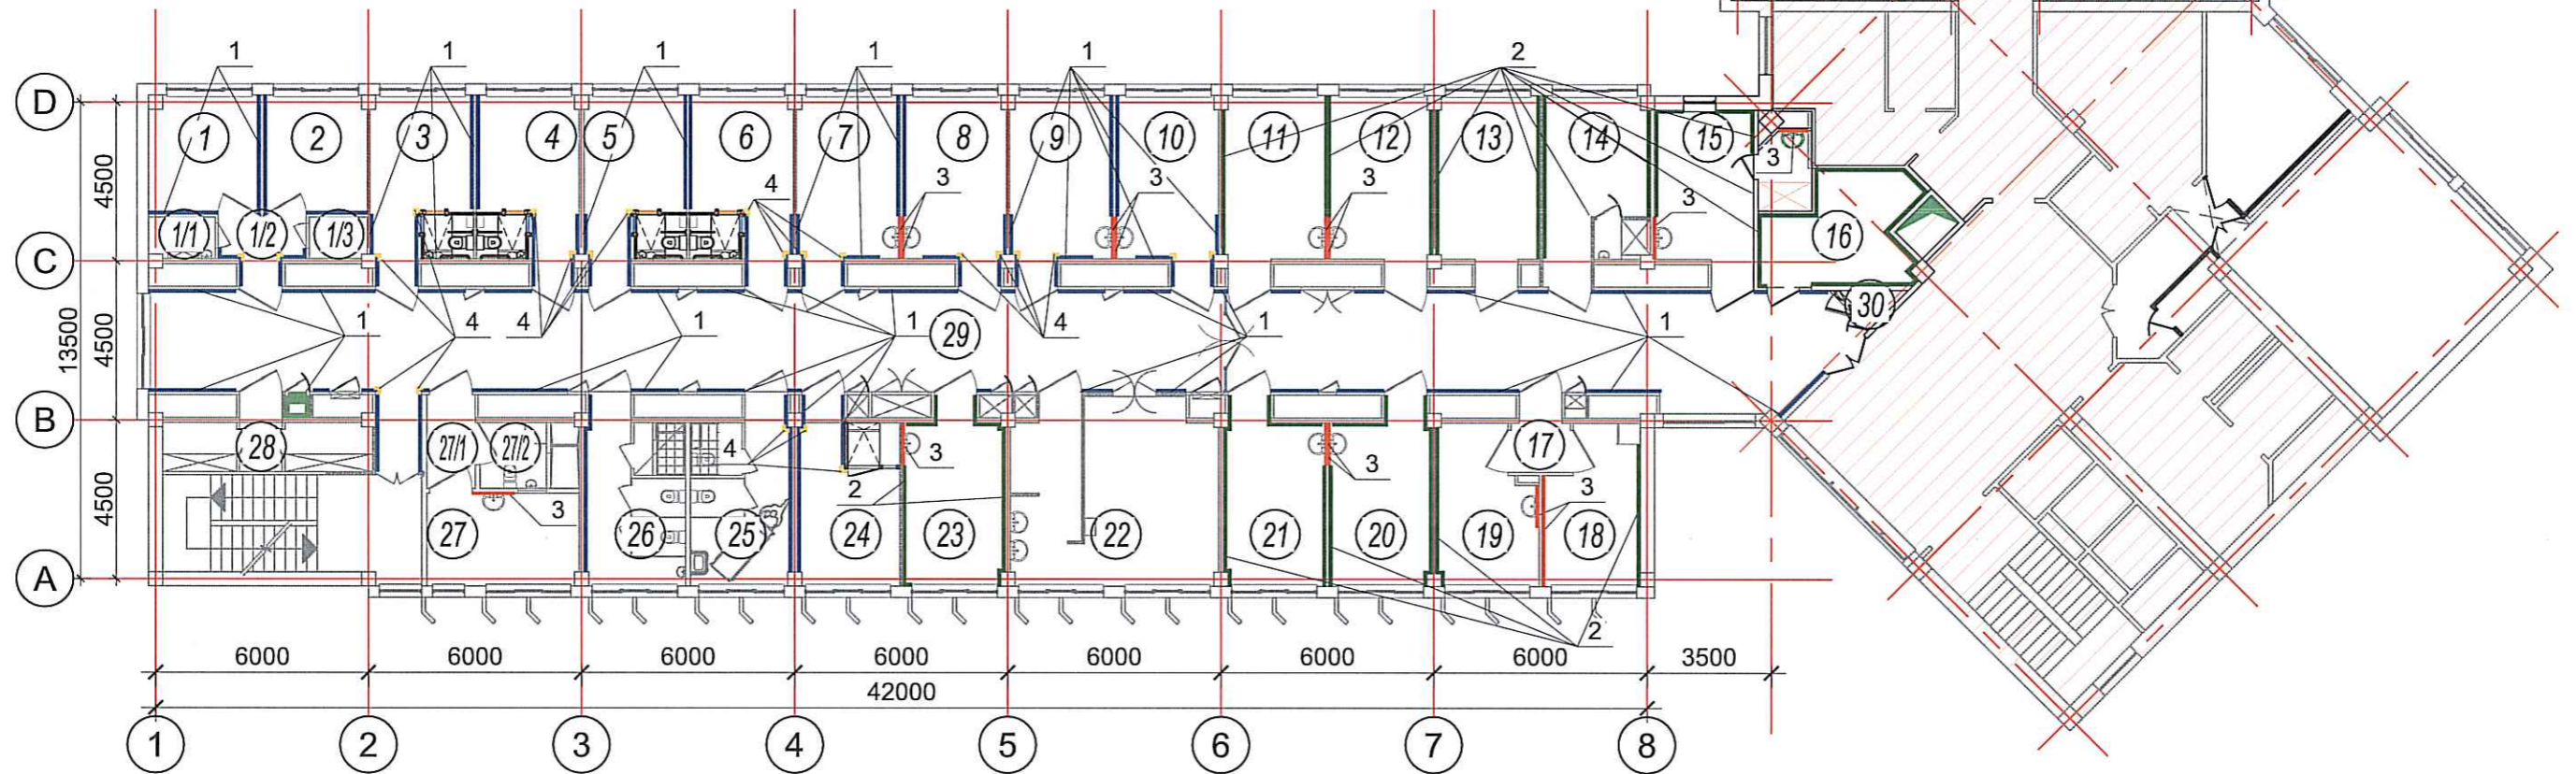 1 1 1 1 1 2
D
1 2 3 4 5 6 7 8 9 10 11 12 13 14 15
3
4 3 3 3 3
4500
1/1 1/2 1/3 16
C
30
13500 4500
1 4 4 1 1 29 4 1 1
B
28 27/1 27/2 4 3 3 17
4500
2 3 3
27 26 25 24 23 22 21 20 19 18
A
2
6000 6000 6000 6000 6000 6000 6000 3500
42000
1 2 3 4 5 6 7 8